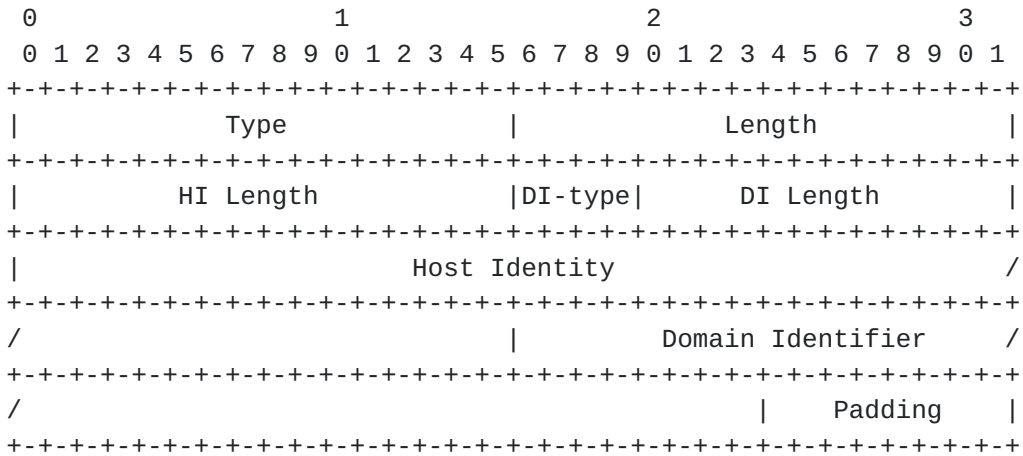 0                   1                   2                   3
 0 1 2 3 4 5 6 7 8 9 0 1 2 3 4 5 6 7 8 9 0 1 2 3 4 5 6 7 8 9 0 1
+-+-+-+-+-+-+-+-+-+-+-+-+-+-+-+-+-+-+-+-+-+-+-+-+-+-+-+-+-+-+-+-+
|             Type              |             Length            |
+-+-+-+-+-+-+-+-+-+-+-+-+-+-+-+-+-+-+-+-+-+-+-+-+-+-+-+-+-+-+-+-+
|          HI Length            |DI-type|      DI Length        |
+-+-+-+-+-+-+-+-+-+-+-+-+-+-+-+-+-+-+-+-+-+-+-+-+-+-+-+-+-+-+-+-+
|                         Host Identity                         /
+-+-+-+-+-+-+-+-+-+-+-+-+-+-+-+-+-+-+-+-+-+-+-+-+-+-+-+-+-+-+-+-+
/                               |         Domain Identifier     /
+-+-+-+-+-+-+-+-+-+-+-+-+-+-+-+-+-+-+-+-+-+-+-+-+-+-+-+-+-+-+-+-+
/                                               |    Padding    |
+-+-+-+-+-+-+-+-+-+-+-+-+-+-+-+-+-+-+-+-+-+-+-+-+-+-+-+-+-+-+-+-+